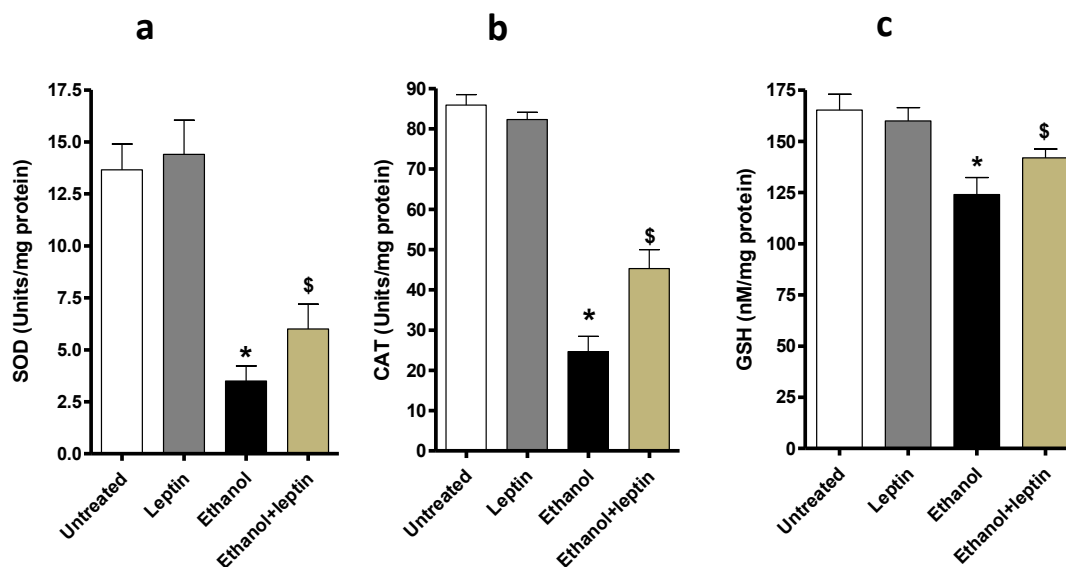 a
SOD (Units/mg protein)
17.5
15.0
12.5
10.0
7.5
5.0
2.5
0.0
*
$
Untreated
Leptin
Ethanol
Ethanol+leptin
b
CAT (Units/mg protein)
90
80
70
60
50
40
30
20
10
0
*
$
Untreated
Leptin
Ethanol
Ethanol+leptin
c
GSH (nM/mg protein)
175
150
125
100
75
50
25
0
*
$
Untreated
Leptin
Ethanol
Ethanol+leptin